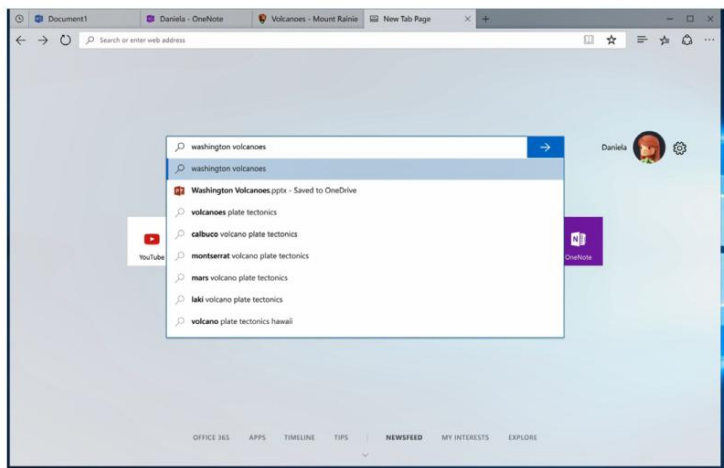 Document1
Daniela - OneNote
Volcanoes - Mount Rainie
New Tab Page
Search or enter web address
washington volcanoes
Daniela
washington volcanoes
Washington Volcanoes.pptx - Saved to OneDrive
volcanoes plate tectonics
calbuco volcano plate tectonics
montserrat volcano plate tectonics
mars volcano plate tectonics
laki volcano plate tectonics
volcano plate tectonics hawaii
YouTube
N
OneNote
OFFICE 365 APPS TIMELINE TIPS NEWSFEED MY INTERESTS EXPLORE